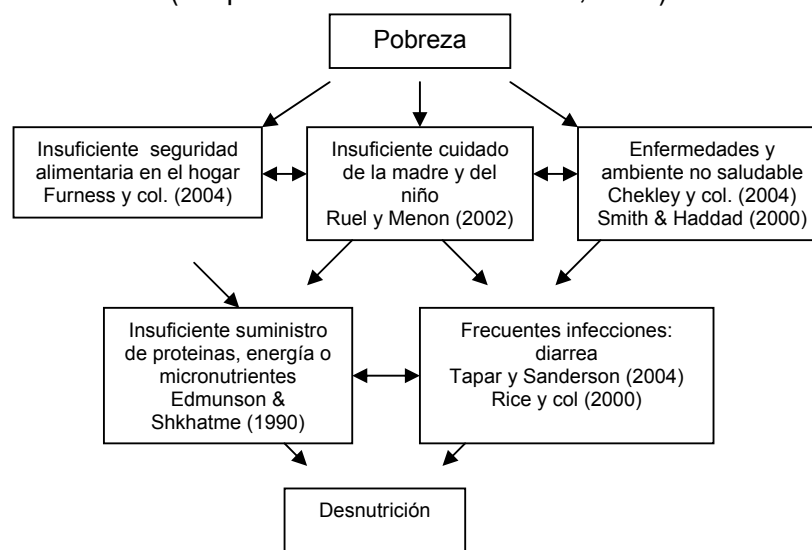 Pobreza
Insuficiente seguridad
alimentaria en el hogar
Furness y col. (2004)
Insuficiente cuidado
de la madre y del
niño
Ruel y Menon (2002)
Enfermedades y
ambiente no saludable
Chekley y col. (2004)
Smith & Haddad (2000)
Insuficiente suministro
de proteinas, energía o
micronutrientes
Edmunson &
Shkhatme (1990)
Frecuentes infecciones:
diarrea
Tapar y Sanderson (2004)
Rice y col (2000)
Desnutrición